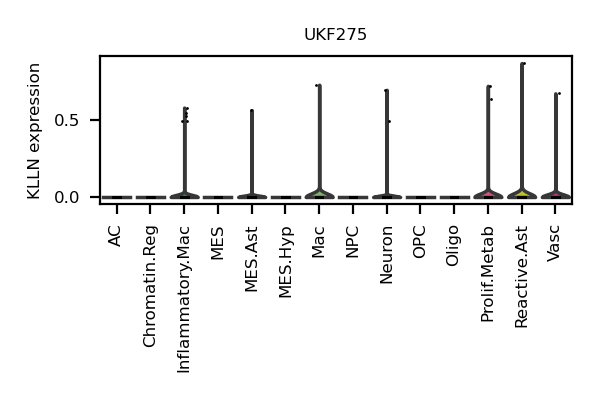 UKF275
KLLN expression
0.5
0.0
AC
Chromatin.Reg
Inflammatory.Mac
MES
MES.Ast
MES.Hyp
Mac
NPC
Neuron
OPC
Oligo
Prolif.Metab
Reactive.Ast
Vasc